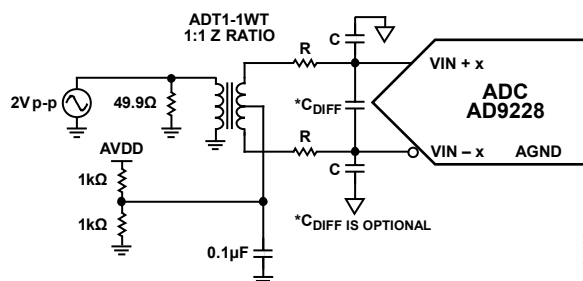 ADT1-1WT
1:1 Z RATIO
C
R
VIN + x
2V p-p
49.9Ω
*CDIFF
ADC
AD9228
R
AVDD
C
VIN – x
AGND
1kΩ
1kΩ
*CDIFF IS OPTIONAL
0.1µF